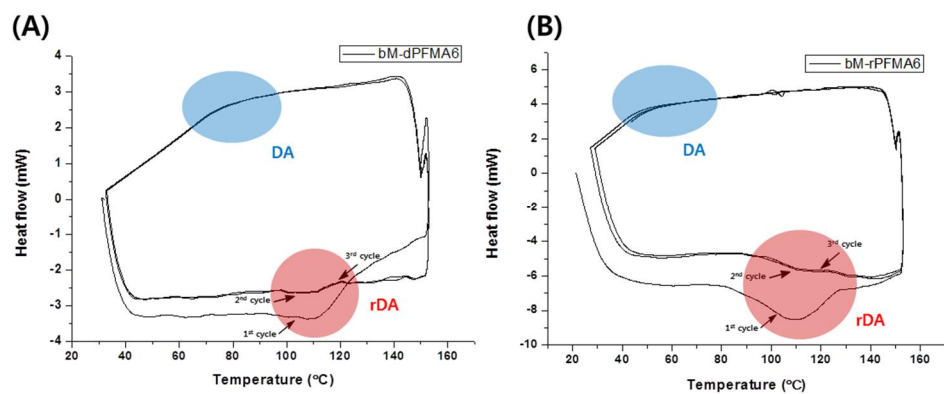 (A)
bM-dPFMA6
4
3
2
1
0
-1
-2
-3
-4
Heat flow (mW)
DA
3rd cycle
2nd cycle
1st cycle
rDA
20 40 60 80 100 120 140 160
Temperature (°C)
(B)
bM-rPFMA6
6
4
2
0
-2
-4
-6
-8
-10
Heat flow (mW)
DA
3rd cycle
2nd cycle
1st cycle
rDA
20 40 60 80 100 120 140 160
Temperature (°C)